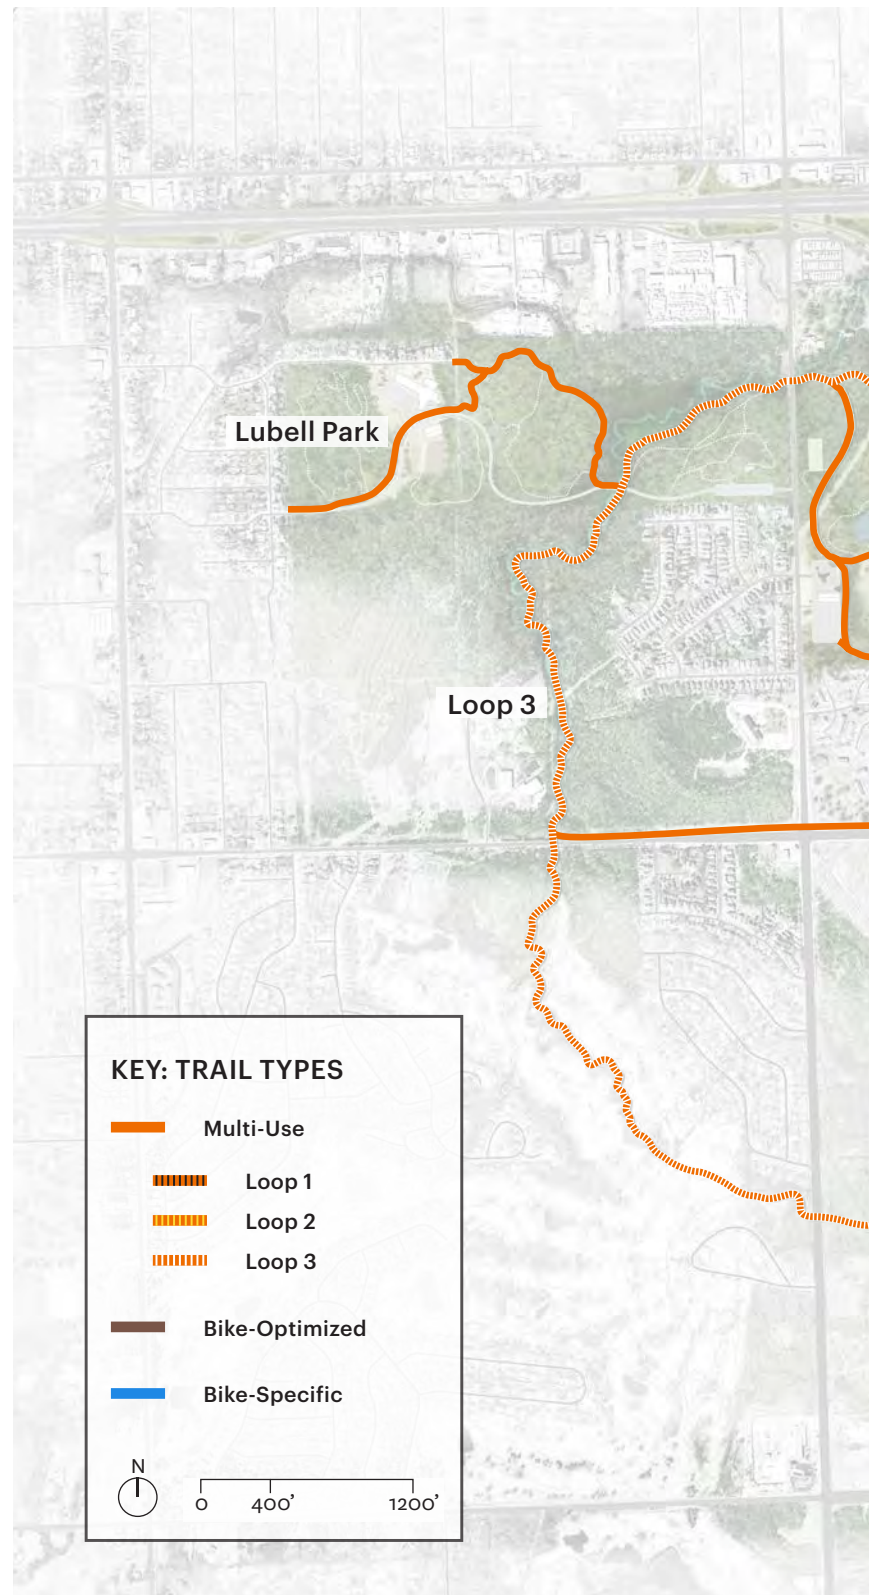 Lubell Park
Loop 3
KEY: TRAIL TYPES
Multi-Use
Loop 1
Loop 2
Loop 3
Bike-Optimized
Bike-Specific
N
0 400’ 1200’